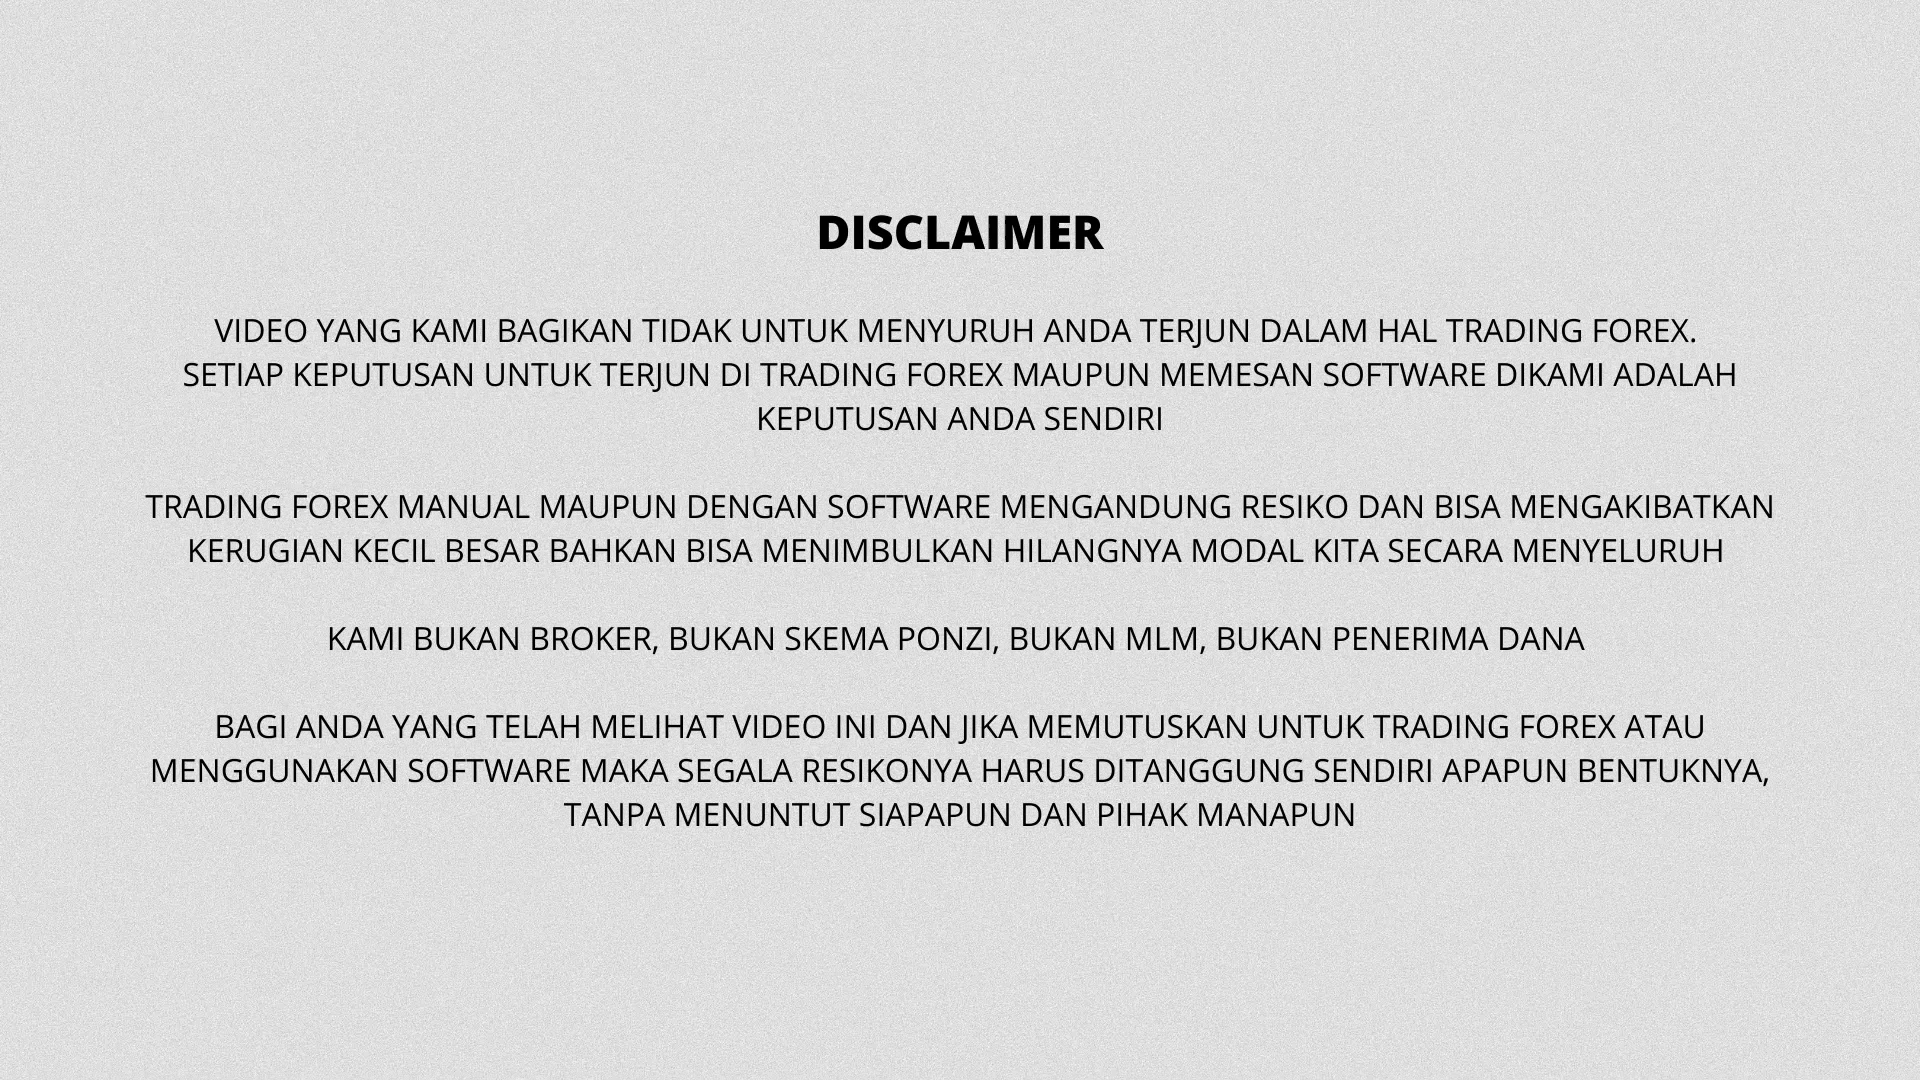 DISCLAIMER
VIDEO YANG KAMI BAGIKAN TIDAK UNTUK MENYURUH ANDA TERJUN DALAM HAL TRADING FOREX.
SETIAP KEPUTUSAN UNTUK TERJUN DI TRADING FOREX MAUPUN MEMESAN SOFTWARE DIKAMI ADALAH
KEPUTUSAN ANDA SENDIRI
TRADING FOREX MANUAL MAUPUN DENGAN SOFTWARE MENGANDUNG RESIKO DAN BISA MENGAKIBATKAN
KERUGIAN KECIL BESAR BAHKAN BISA MENIMBULKAN HILANGNYA MODAL KITA SECARA MENYELURUH
KAMI BUKAN BROKER, BUKAN SKEMA PONZI, BUKAN MLM, BUKAN PENERIMA DANA
BAGI ANDA YANG TELAH MELIHAT VIDEO INI DAN JIKA MEMUTUSKAN UNTUK TRADING FOREX ATAU
MENGGUNAKAN SOFTWARE MAKA SEGALA RESIKONYA HARUS DITANGGUNG SENDIRI APAPUN BENTUKNYA,
TANPA MENUNTUT SIAPAPUN DAN PIHAK MANAPUN